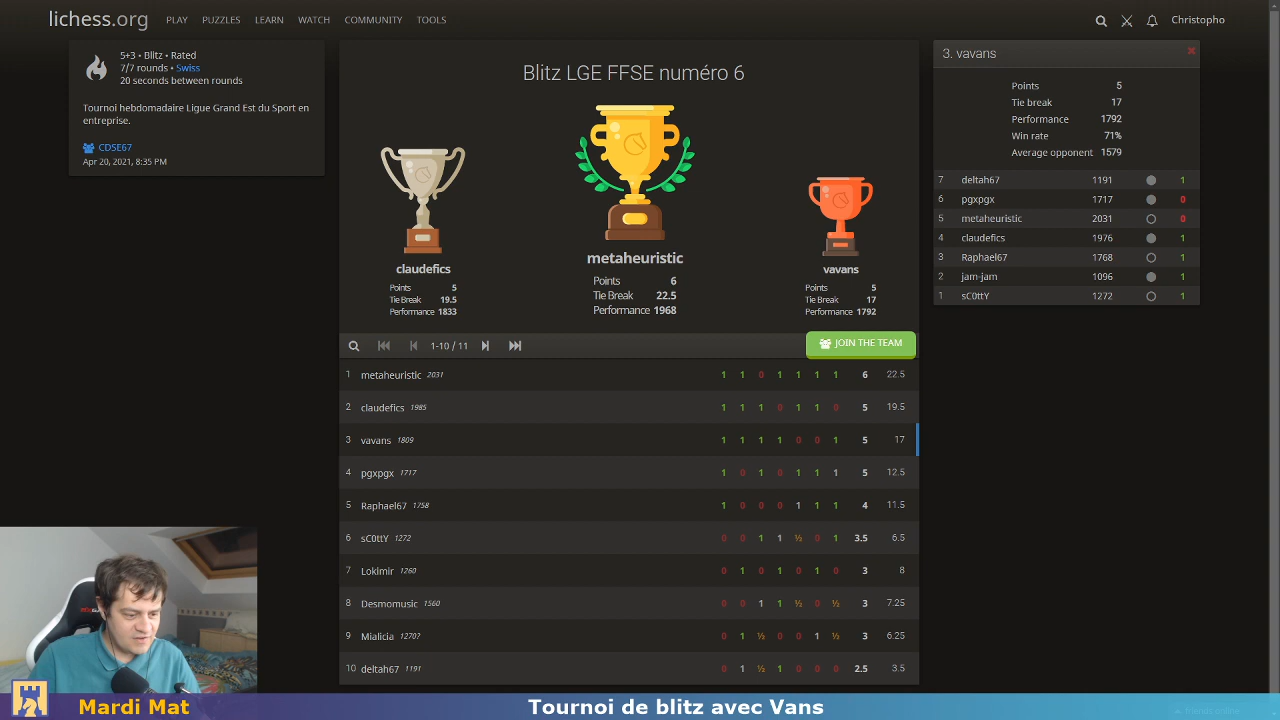 lichess.org PLAY PUZZLES LEARN WATCH COMMUNITY TOOLS Christopho
5+3 • Blitz • Rated
7/7 rounds • Swiss
20 seconds between rounds
Tournoi hebdomadaire Ligue Grand Est du Sport en
entreprise.
CDSE67
Apr 20, 2021, 8:35 PM
Blitz LGE FFSE numéro 6
claudefics
Points 5
Tie Break 19.5
Performance 1833
metaheuristic
Points 6
Tie Break 22.5
Performance 1968
vavans
Points 5
Tie Break 17
Performance 1792
1-10 / 11 JOIN THE TEAM
1 metaheuristic 2031 1 1 0 1 1 1 1 6 22.5
2 claudefics 1985 1 1 1 0 1 1 0 5 19.5
3 vavans 1809 1 1 1 1 0 0 1 5 17
4 pgxpgx 1717 1 0 1 0 1 1 1 5 12.5
5 Raphael67 1758 1 0 0 0 1 1 1 4 11.5
6 sC0ttY 1272 0 0 1 1 ½ 0 1 3.5 6.5
7 Lokimir 1260 0 1 0 1 0 1 0 3 8
8 Desmomusic 1560 0 0 1 1 ½ 0 ½ 3 7.25
9 Mialicia 1270? 0 1 ½ 0 0 1 ½ 3 6.25
10 deltah67 1191 0 1 ½ 1 0 0 0 2.5 3.5
3. vavans
Points 5
Tie break 17
Performance 1792
Win rate 71%
Average opponent 1579
7 deltah67 1191 1
6 pgxpgx 1717 0
5 metaheuristic 2031 0
4 claudefics 1976 1
3 Raphael67 1768 1
2 jam-jam 1096 1
1 sC0ttY 1272 1
Mardi Mat
Tournoi de blitz avec Vans
friends online